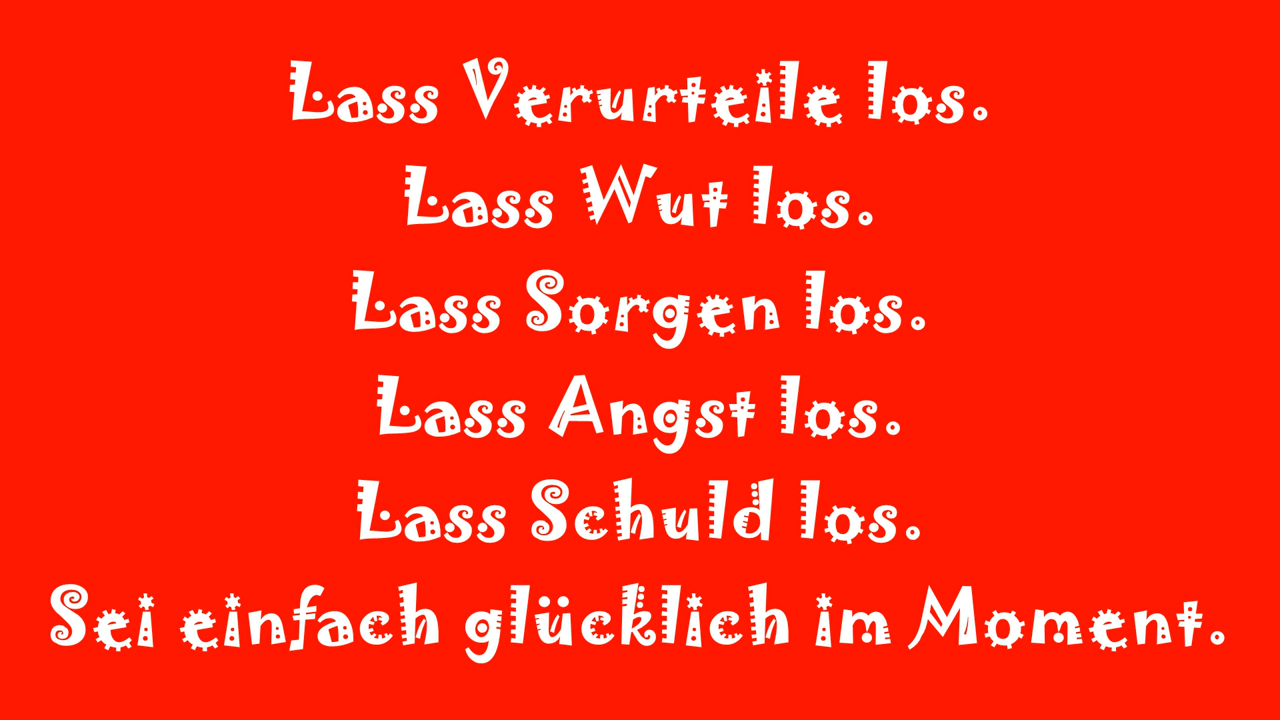 Lass Verurteile los.
Lass Wut los.
Lass Sorgen los.
Lass Angst los.
Lass Schuld los.
Sei einfach glücklich im Moment.